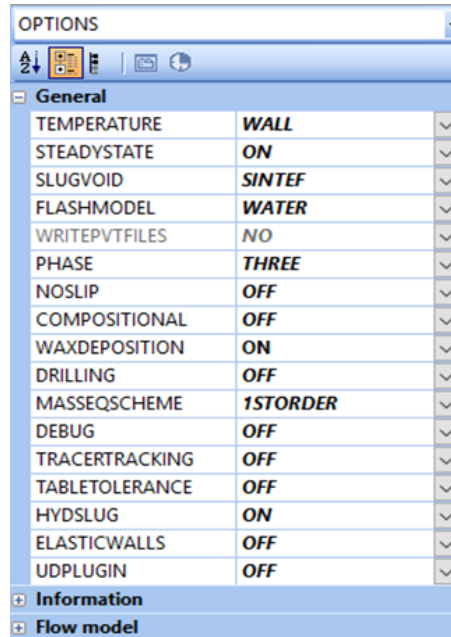 OPTIONS
General
TEMPERATURE WALL
STEADYSTATE ON
SLUGVOID SINTEF
FLASHMODEL WATER
WRITEPVTFILES NO
PHASE THREE
NOSLIP OFF
COMPOSITIONAL OFF
WAXDEPOSITION ON
DRILLING OFF
MASSEQSCHEME 1STORDER
DEBUG OFF
TRACERTRACKING OFF
TABLETOLERANCE OFF
HYDSLUG ON
ELASTICWALLS OFF
UDPLUGIN OFF
Information
Flow model